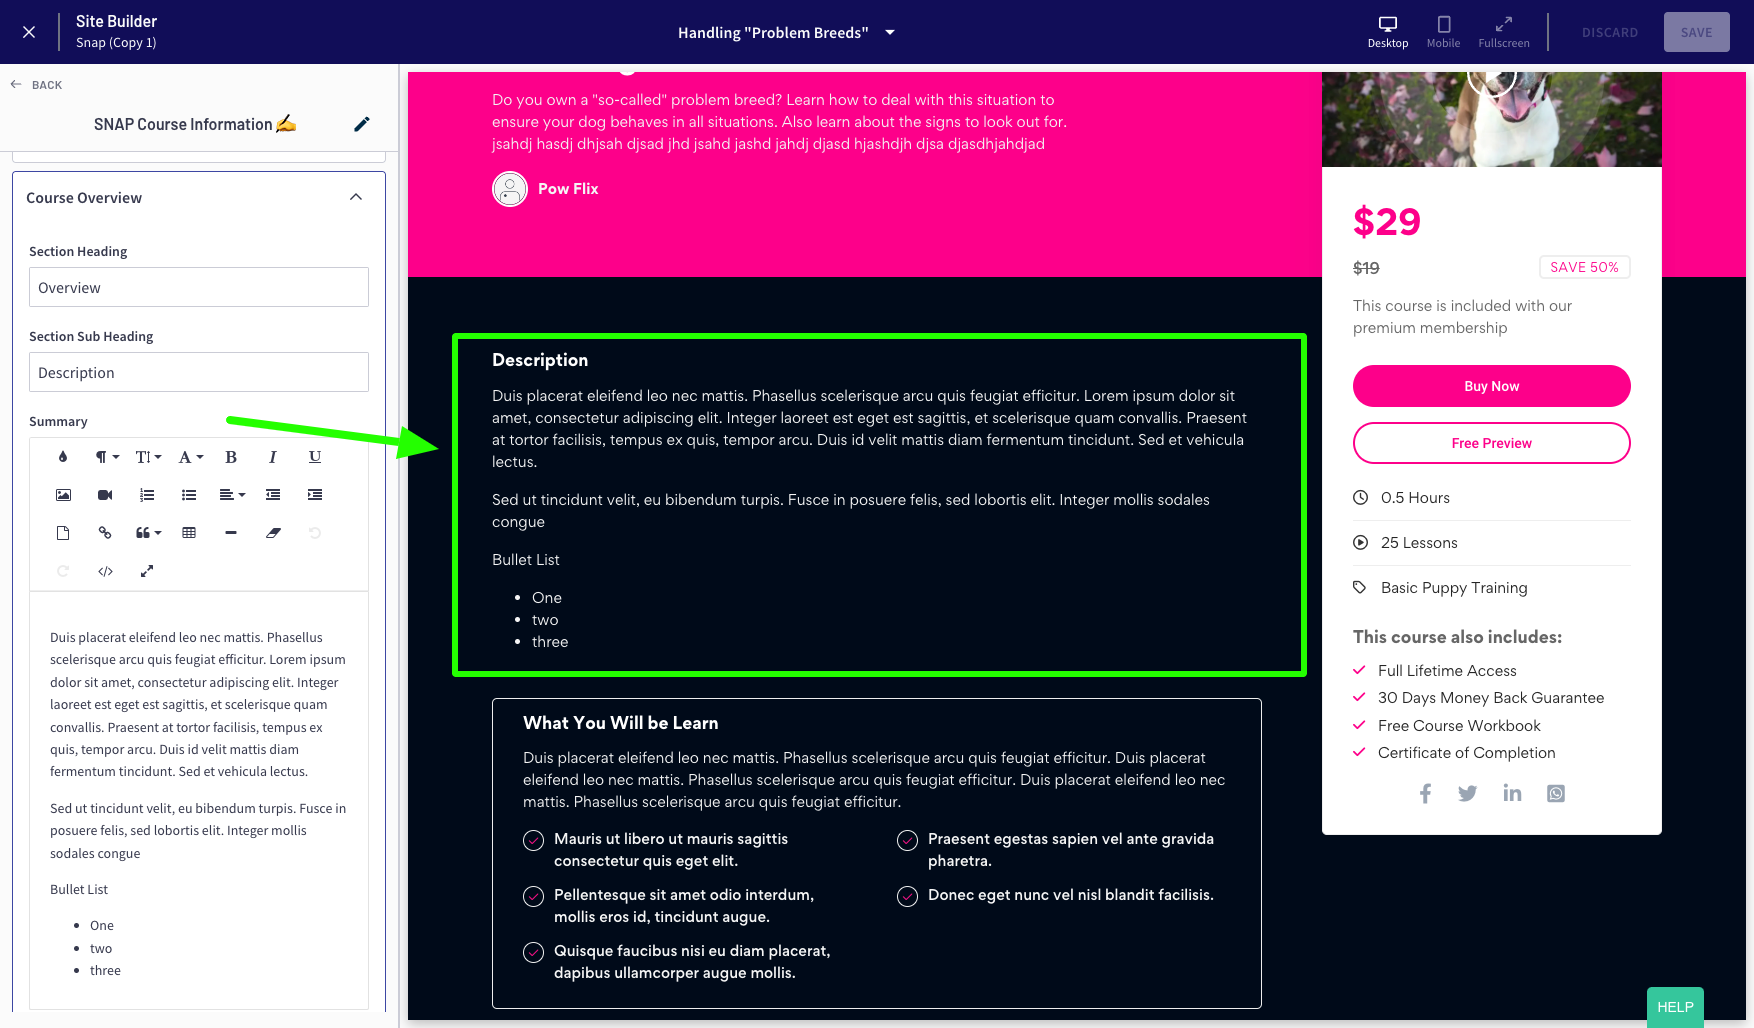 Site Builder
Snap (Copy 1)
Handling "Problem Breeds"
Desktop
Mobile
Fullscreen
DISCARD
SAVE
BACK
SNAP Course Information ✍️
Course Overview
Section Heading
Overview
Section Sub Heading
Description
Summary
Duis placerat eleifend leo nec mattis. Phasellus
scelerisque arcu quis feugiat efficitur. Lorem ipsum
dolor sit amet, consectetur adipiscing elit. Integer
laoreet est eget est sagittis, et scelerisque quam
convallis. Praesent at tortor facilisis, tempus ex
quis, tempor arcu. Duis id velit mattis diam
fermentum tincidunt. Sed et vehicula lectus.
Sed ut tincidunt velit, eu bibendum turpis. Fusce in
posuere felis, sed lobortis elit. Integer mollis
sodales congue
Bullet List
• One
• two
• three
Do you own a "so-called" problem breed? Learn how to deal with this situation to
ensure your dog behaves in all situations. Also learn about the signs to look out for.
jsahdj hasdj dhjsah djsad jhd jsahd jashd jahdj djasd hjashdjh djsa djasdhjahdjad
Pow Flix
Description
Duis placerat eleifend leo nec mattis. Phasellus scelerisque arcu quis feugiat efficitur. Lorem ipsum dolor sit
amet, consectetur adipiscing elit. Integer laoreet est eget est sagittis, et scelerisque quam convallis. Praesent
at tortor facilisis, tempus ex quis, tempor arcu. Duis id velit mattis diam fermentum tincidunt. Sed et vehicula
lectus.
Sed ut tincidunt velit, eu bibendum turpis. Fusce in posuere felis, sed lobortis elit. Integer mollis sodales
congue
Bullet List
• One
• two
• three
What You Will be Learn
Duis placerat eleifend leo nec mattis. Phasellus scelerisque arcu quis feugiat efficitur. Duis placerat
eleifend leo nec mattis. Phasellus scelerisque arcu quis feugiat efficitur. Duis placerat eleifend leo nec
mattis. Phasellus scelerisque arcu quis feugiat efficitur.
Mauris ut libero ut mauris sagittis
consectetur quis eget elit.
Praesent egestas sapien vel ante gravida
pharetra.
Pellentesque sit amet odio interdum,
mollis eros id, tincidunt augue.
Donec eget nunc vel nisl blandit facilisis.
Quisque faucibus nisi eu diam placerat,
dapibus ullamcorper augue mollis.
$29
$19
SAVE 50%
This course is included with our
premium membership
Buy Now
Free Preview
0.5 Hours
25 Lessons
Basic Puppy Training
This course also includes:
Full Lifetime Access
30 Days Money Back Guarantee
Free Course Workbook
Certificate of Completion
HELP